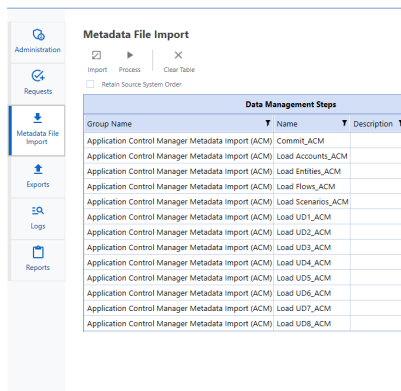 Metadata File Import
Administration
Requests
Metadata File
Import
Exports
Logs
Reports
Import Process Clear Table
Retain Source System Order
Data Management Steps
Group Name Name Description
Application Control Manager Metadata Import (ACM) Commit_ACM
Application Control Manager Metadata Import (ACM) Load Accounts_ACM
Application Control Manager Metadata Import (ACM) Load Entities_ACM
Application Control Manager Metadata Import (ACM) Load Flows_ACM
Application Control Manager Metadata Import (ACM) Load Scenarios_ACM
Application Control Manager Metadata Import (ACM) Load UD1_ACM
Application Control Manager Metadata Import (ACM) Load UD2_ACM
Application Control Manager Metadata Import (ACM) Load UD3_ACM
Application Control Manager Metadata Import (ACM) Load UD4_ACM
Application Control Manager Metadata Import (ACM) Load UD5_ACM
Application Control Manager Metadata Import (ACM) Load UD6_ACM
Application Control Manager Metadata Import (ACM) Load UD7_ACM
Application Control Manager Metadata Import (ACM) Load UD8_ACM